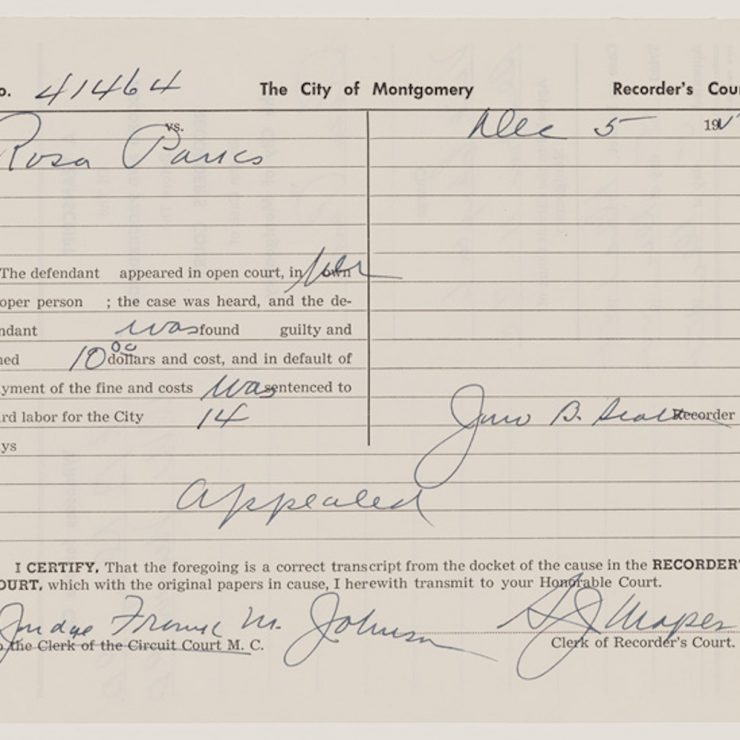 o. 41464 The City of Montgomery Recorder's Cou
vs.
Rosa Parks
Dec 5 19
The defendant appeared in open court, in own
oper person ; the case was heard, and the de-
ndant was found guilty and
ned 10 00 dollars and cost, and in default of
yment of the fine and costs was sentenced to
rd labor for the City 14
ys
Jno B. Recorder
Appealed
I CERTIFY, That the foregoing is a correct transcript from the docket of the cause in the RECORDER'
OURT, which with the original papers in cause, I herewith transmit to your Honorable Court.
Judge Frank M. Johnson
o the Clerk of the Circuit Court M. C. Clerk of Recorder's Court.